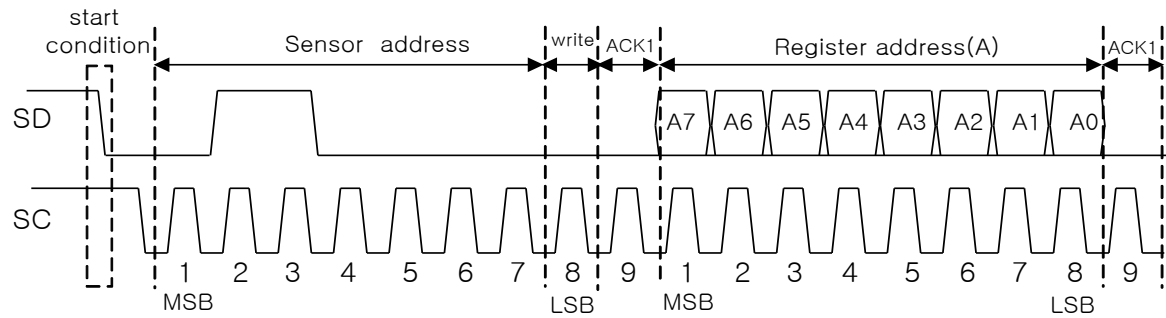 start
condition
Sensor address
write
ACK1
Register address(A)
ACK1
SD
A7 A6 A5 A4 A3 A2 A1 A0
SC
1 2 3 4 5 6 7 8 9 1 2 3 4 5 6 7 8 9
MSB LSB MSB LSB